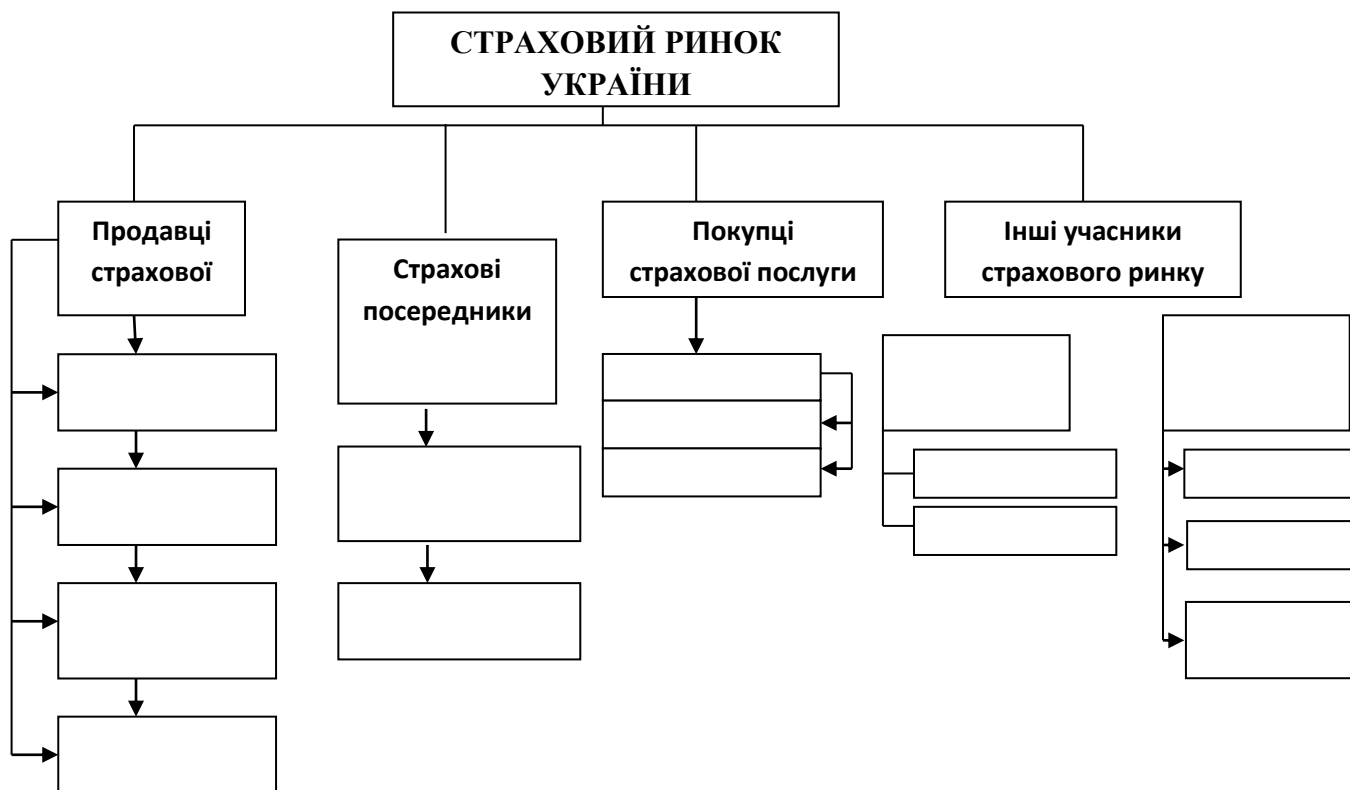 СТРАХОВИЙ РИНОК
УКРАЇНИ
Продавці
страхової
Страхові
посередники
Покупці
страхової послуги
Інші учасники
страхового ринку